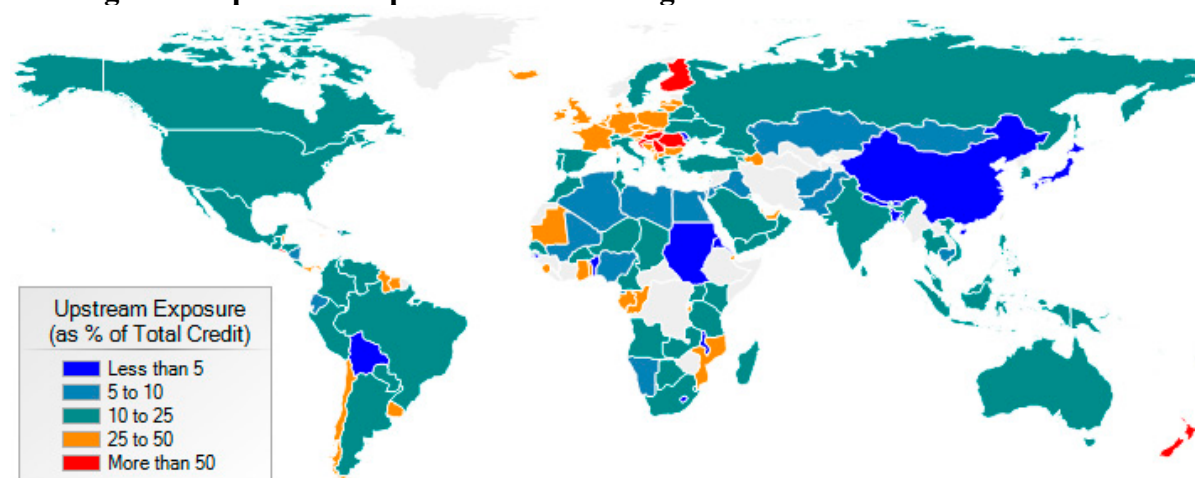 Upstream Exposure
(as % of Total Credit)
Less than 5
5 to 10
10 to 25
25 to 50
More than 50